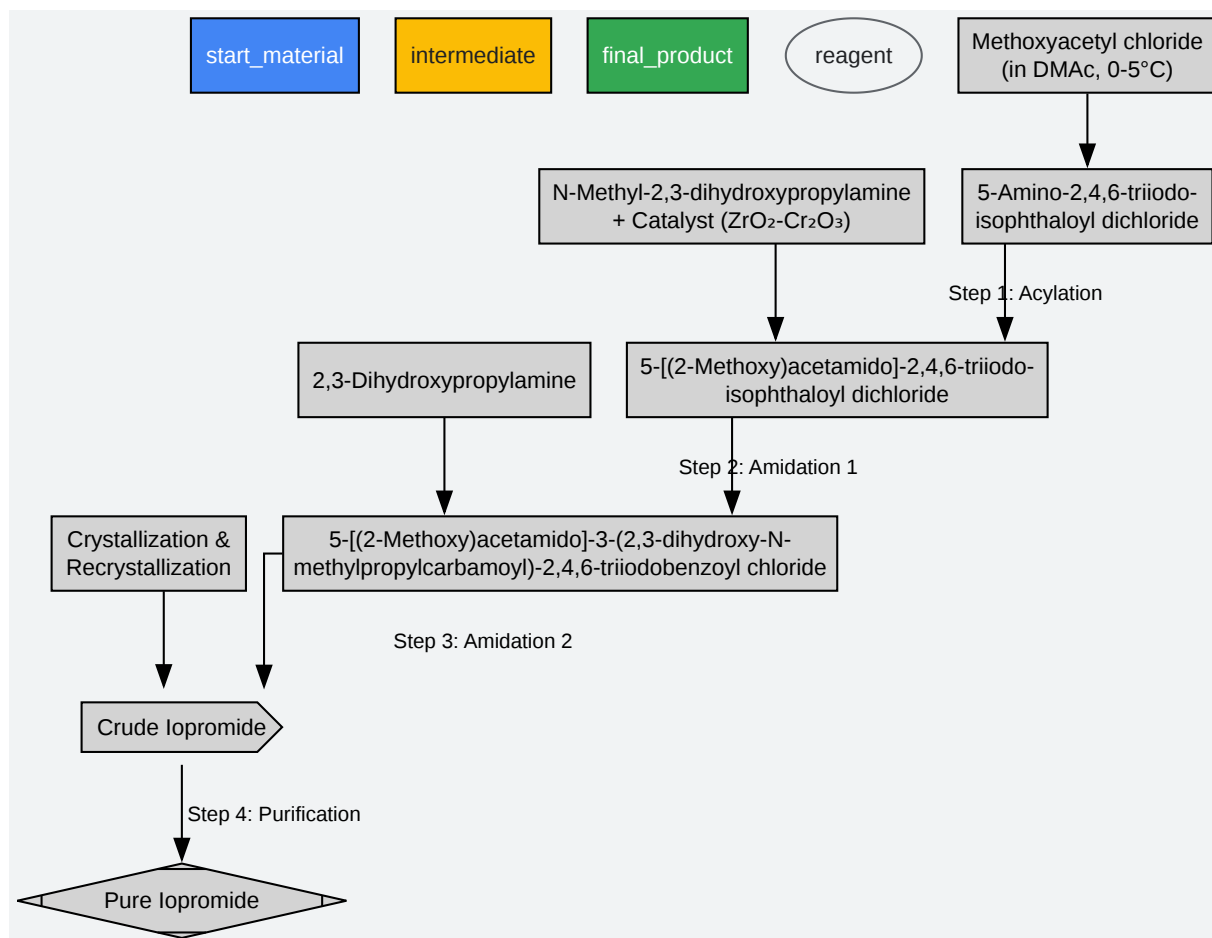 start_material
intermediate
final_product
reagent
Methoxyacetyl chloride
(in DMAc, 0-5°C)
N-Methyl-2,3-dihydroxypropylamine
+ Catalyst (ZrO₂-Cr₂O₃)
5-Amino-2,4,6-triiodo-
isophthaloyl dichloride
Step 1: Acylation
2,3-Dihydroxypropylamine
5-[(2-Methoxy)acetamido]-2,4,6-triiodo-
isophthaloyl dichloride
Step 2: Amidation 1
Crystallization &
Recrystallization
5-[(2-Methoxy)acetamido]-3-(2,3-dihydroxy-N-
methylpropylcarbamoyl)-2,4,6-triiodobenzoyl chloride
Step 3: Amidation 2
Crude Iopromide
Step 4: Purification
Pure Iopromide